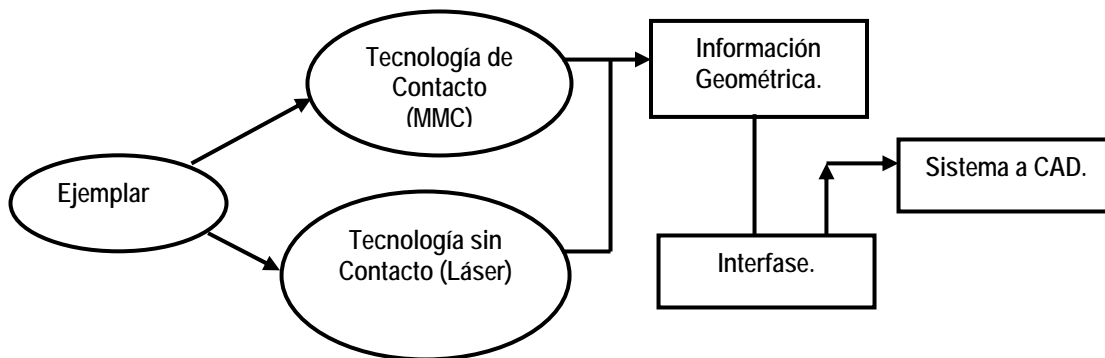 Ejemplar
Tecnología de
Contacto
(MMC)
Tecnología sin
Contacto (Láser)
Información
Geométrica.
Interfase.
Sistema a CAD.